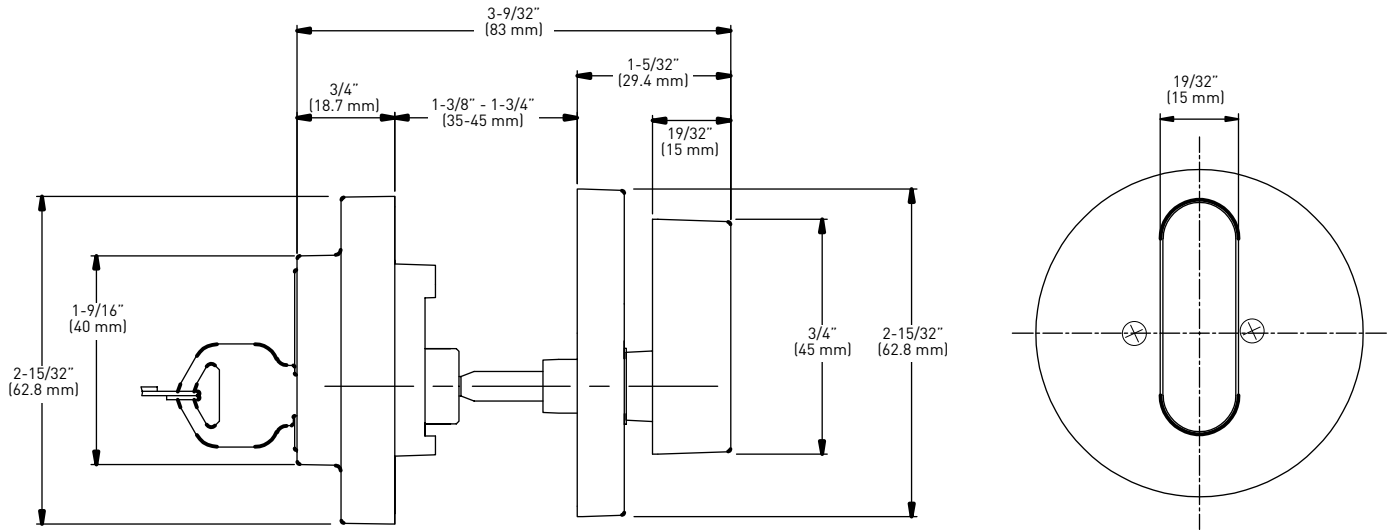 3-9/32”
(83 mm)
1-5/32”
(29.4 mm)
3/4”
(18.7 mm)
1-3/8” - 1-3/4”
(35-45 mm)
19/32”
(15 mm)
19/32”
(15 mm)
1-9/16”
(40 mm)
2-15/32”
(62.8 mm)
3/4”
(45 mm)
2-15/32”
(62.8 mm)